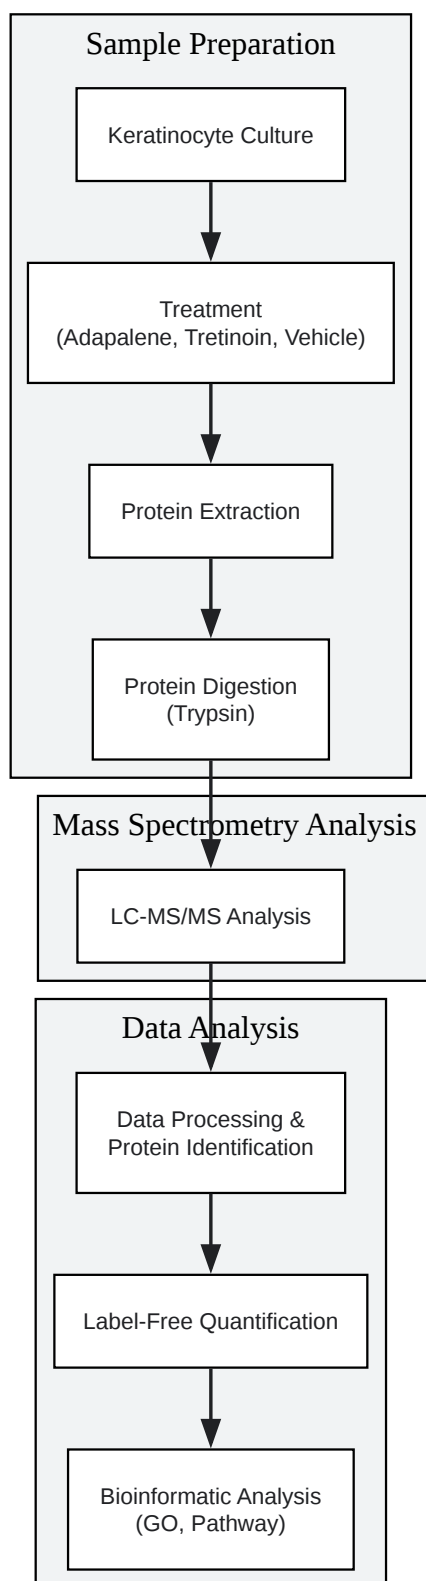 Sample Preparation
Keratinocyte Culture
Treatment
(Adapalene, Tretinoin, Vehicle)
Protein Extraction
Protein Digestion
(Trypsin)
Mass Spectrometry Analysis
LC-MS/MS Analysis
Data Analysis
Data Processing &
Protein Identification
Label-Free Quantification
Bioinformatic Analysis
(GO, Pathway)